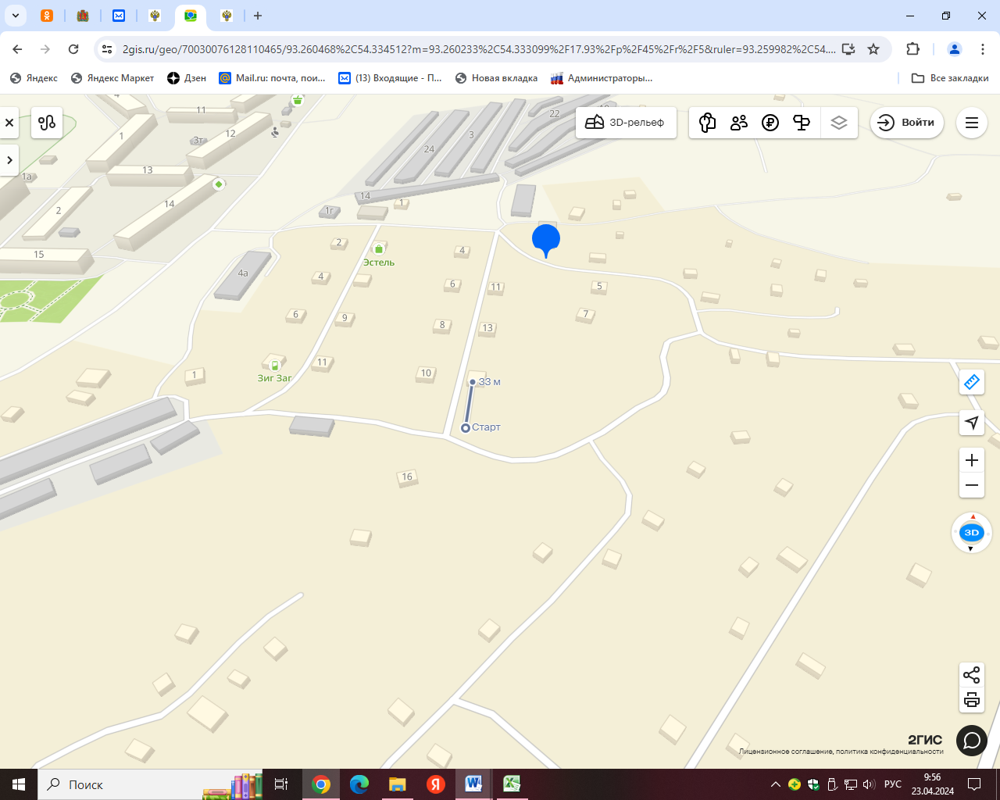 2gis.ru/geo/70030076128110465/93.260468%2C54.334512?m=93.260233%2C54.333099%2F17.93%2Fp%2F45%2Fr%2F5&ruler=93.259982%2C54....
Яндекс
Яндекс Маркет
Дзен
Mail.ru: почта, пои...
(13) Входящие - П...
Новая вкладка
Администраторы...
Все закладки
4
11
1
12
3т
13
1а
14
2
15
24
3
22
14
1г
1
3D-рельеф
Войти
2
Эстель
4
4а
4
6
11
5
6
9
8
13
7
Зиг Заг
11
10
1
33 м
Старт
16
3D
2ГИС
Лицензионное соглашение, политика конфиденциальности
Поиск
РУС
9:56
23.04.2024